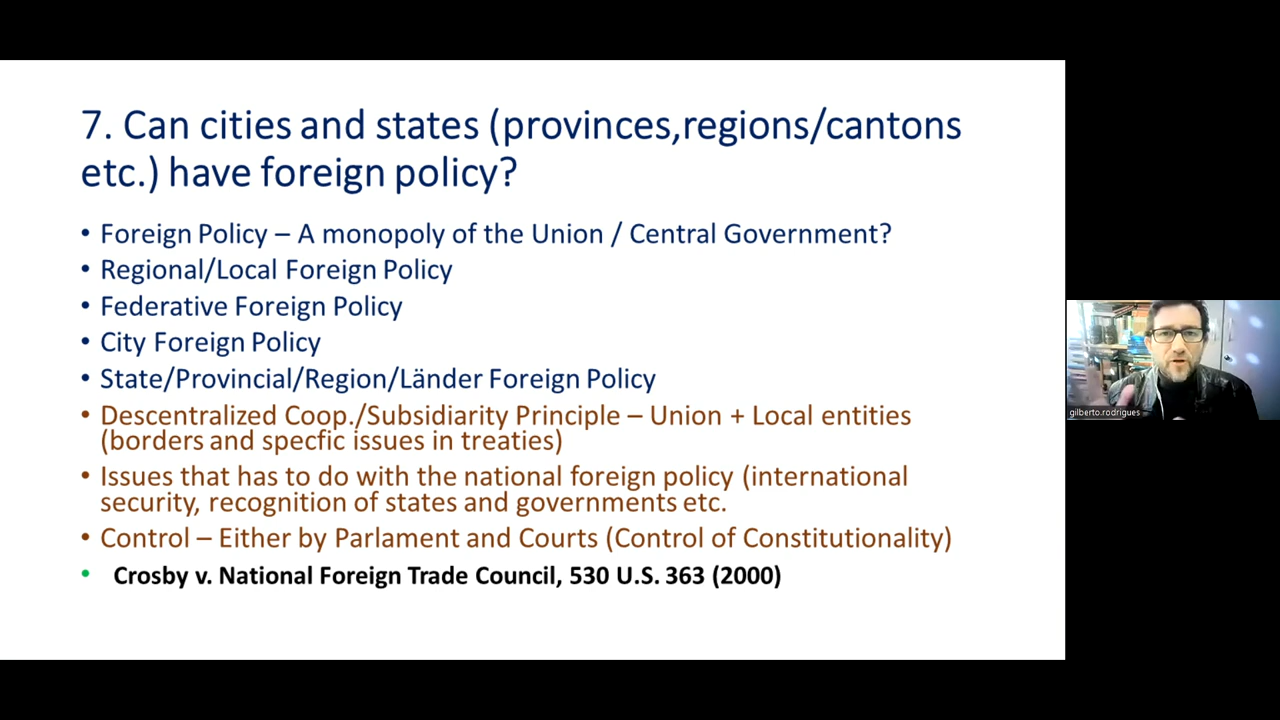 7. Can cities and states (provinces,regions/cantons
etc.) have foreign policy?
• Foreign Policy – A monopoly of the Union / Central Government?
• Regional/Local Foreign Policy
• Federative Foreign Policy
• City Foreign Policy
• State/Provincial/Region/Länder Foreign Policy
• Descentralized Coop./Subsidiarity Principle – Union + Local entities
(borders and specfic issues in treaties)
• Issues that has to do with the national foreign policy (international
security, recognition of states and governments etc.
• Control – Either by Parlament and Courts (Control of Constitutionality)
• Crosby v. National Foreign Trade Council, 530 U.S. 363 (2000)
gilberto.rodrigues